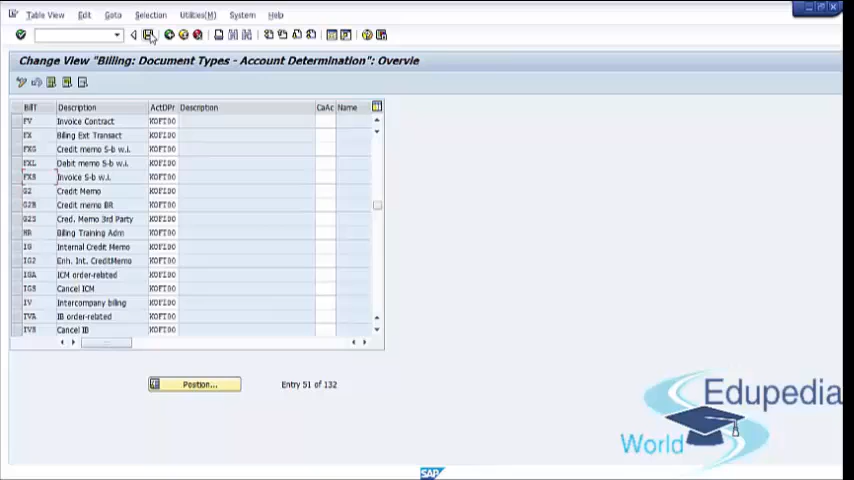 Table View Edit Goto Selection Utilities(M) System Help
Change View "Billing: Document Types - Account Determination": Overvie
BillT Description ActDPr Description CaAc Name
FV Invoice Contract KOFI00
FX Billing Ext Transact KOFI00
FXG Credit memo S-b w.i. KOFI00
FXL Debit memo S-b w.i. KOFI00
FXS Invoice S-b w.i. KOFI00
G2 Credit Memo KOFI00
G2B Credit memo BR KOFI00
G2S Cred. Memo 3rd Party KOFI00
HR Billing Training Adm KOFI00
IG Internal Credit Memo KOFI00
IG2 Enh. Int. CreditMemo KOFI00
IGA ICM order-related KOFI00
IGS Cancel ICM KOFI00
IV Intercompany billing KOFI00
IVA IB order-related KOFI00
IVS Cancel IB KOFI00
Position... Entry 51 of 132
Edupedia
World
SAP